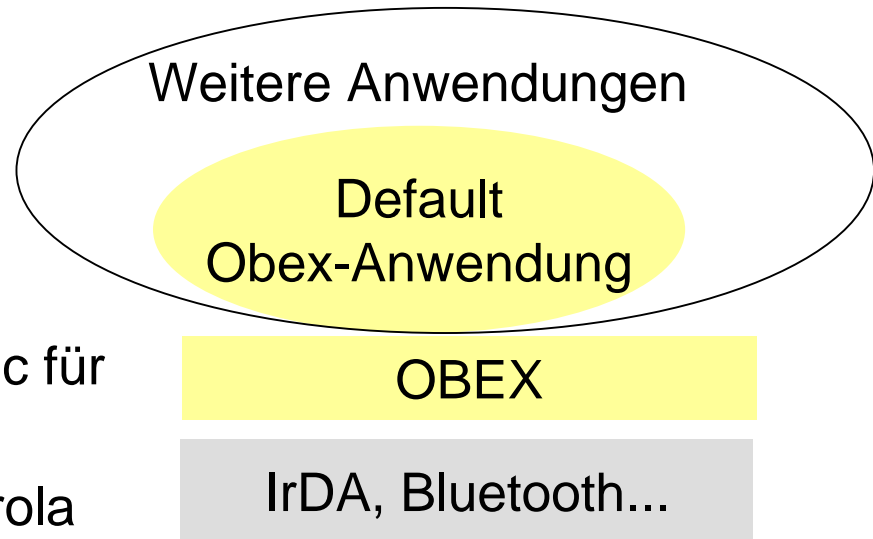 Weitere Anwendungen
Default
Obex-Anwendung
c für
OBEX
IrDA, Bluetooth...
rola